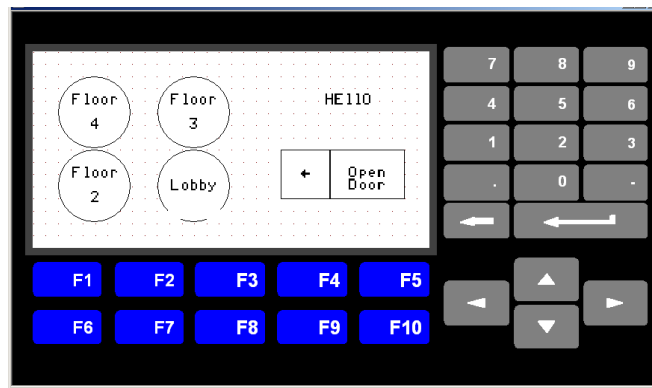 Floor
4
Floor
3
HE110
Floor
2
Lobby
←
Open
Door
7
8
9
4
5
6
1
2
3
.
0
-
F1
F2
F3
F4
F5
F6
F7
F8
F9
F10